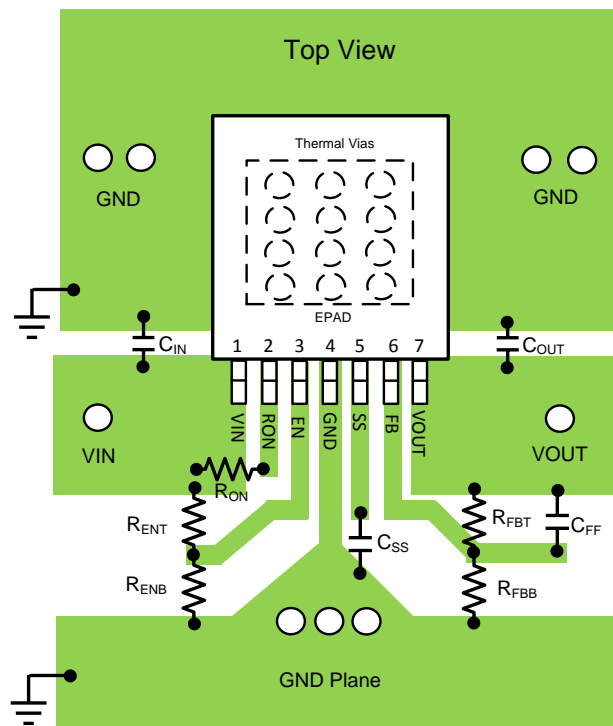 Top View
Thermal Vias
GND
GND
EPAD
1 2 3 4 5 6 7
CIN
COUT
VIN
RON
EN
GND
SS
FB
VOUT
VIN
VOUT
RON
RENT
RFBT
CFF
CSS
RENB
RFBB
GND Plane